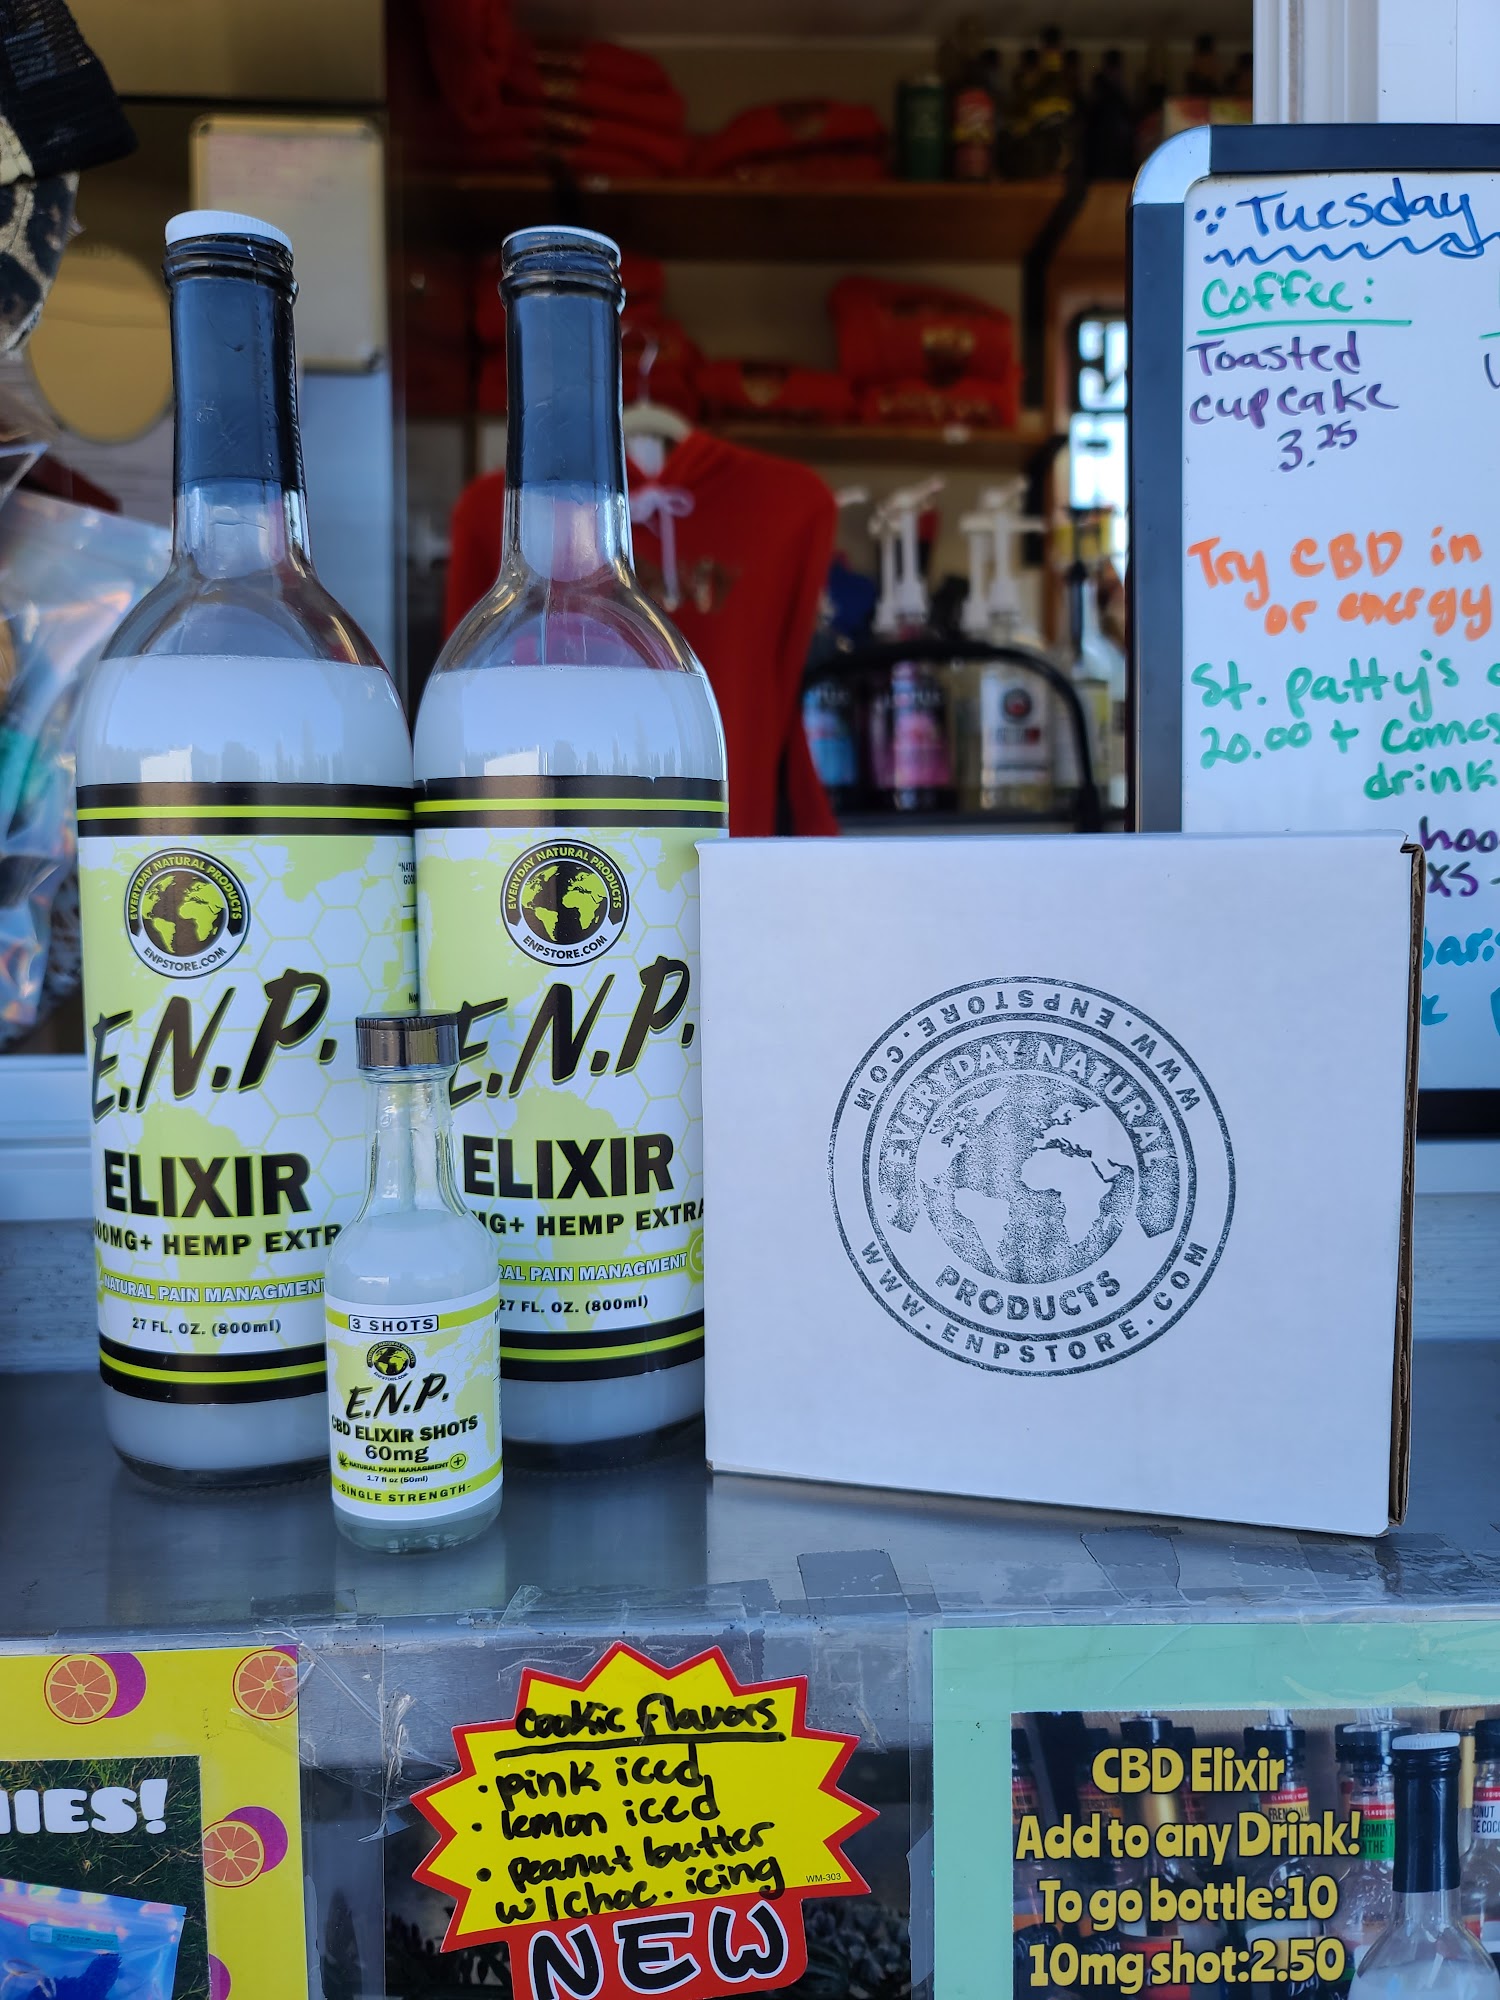 Tuesday
Coffee:
Toasted
cupcake
3.25
Try CBD in
or energy
St. Patty's
20.00 + comes
drink
EVERYDAY NATURAL PRODUCTS
ENPSTORE.COM
E.N.P.
ELIXIR
00MG+ HEMP EXTR
NATURAL PAIN MANAGMENT
27 FL. OZ. (800ml)
EVERYDAY NATURAL PRODUCTS
ENPSTORE.COM
E.N.P.
ELIXIR
MG+ HEMP EXTRA
RAL PAIN MANAGMENT
27 FL. OZ. (800ml)
3 SHOTS
E.N.P.
CBD ELIXIR SHOTS
60mg
NATURAL PAIN MANAGMENT
1.7 fl oz (50ml)
-SINGLE STRENGTH-
WWW.ENPSTORE.COM
EVERYDAY NATURAL
PRODUCTS
WWW.ENPSTORE.COM
IES!
cookie flavors
• pink iced
• lemon iced
• peanut butter
w/choc. icing
WM-303
NEW
CBD Elixir
Add to any Drink!
To go bottle:10
10mg shot:2.50